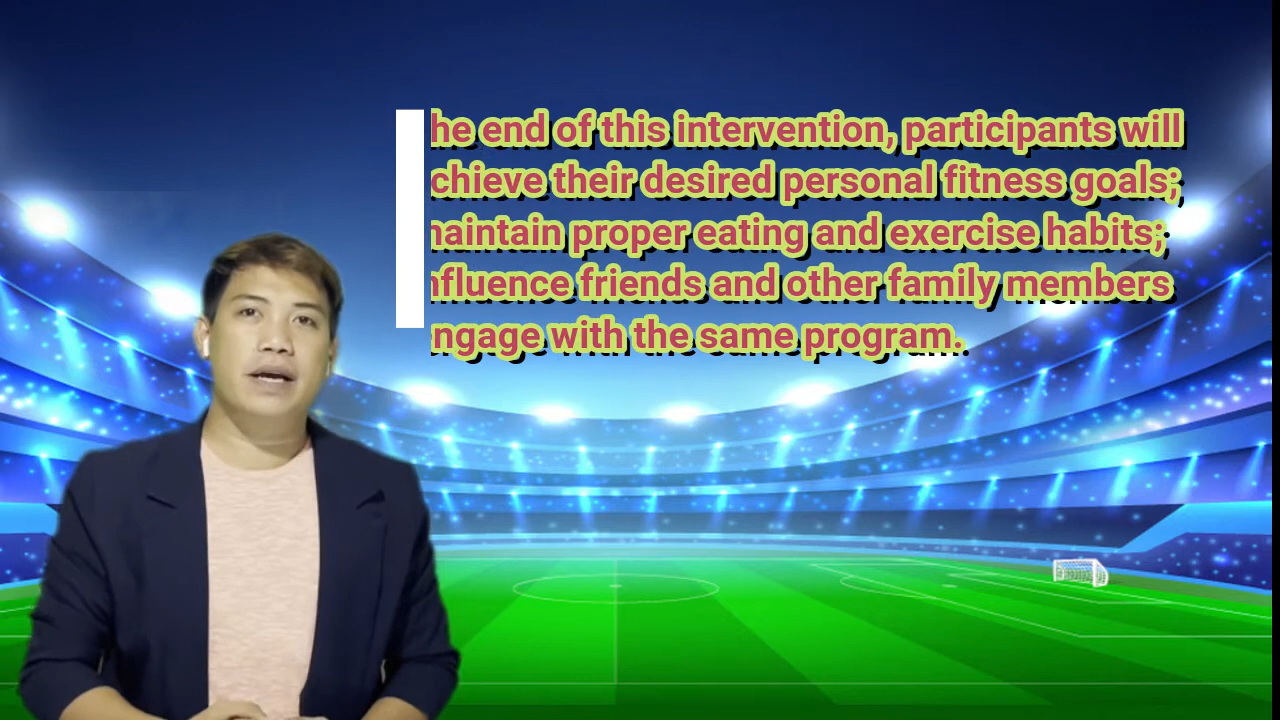 he end of this intervention, participants will
chieve their desired personal fitness goals;
naintain proper eating and exercise habits;
nfluence friends and other family members
ngage with the same program.